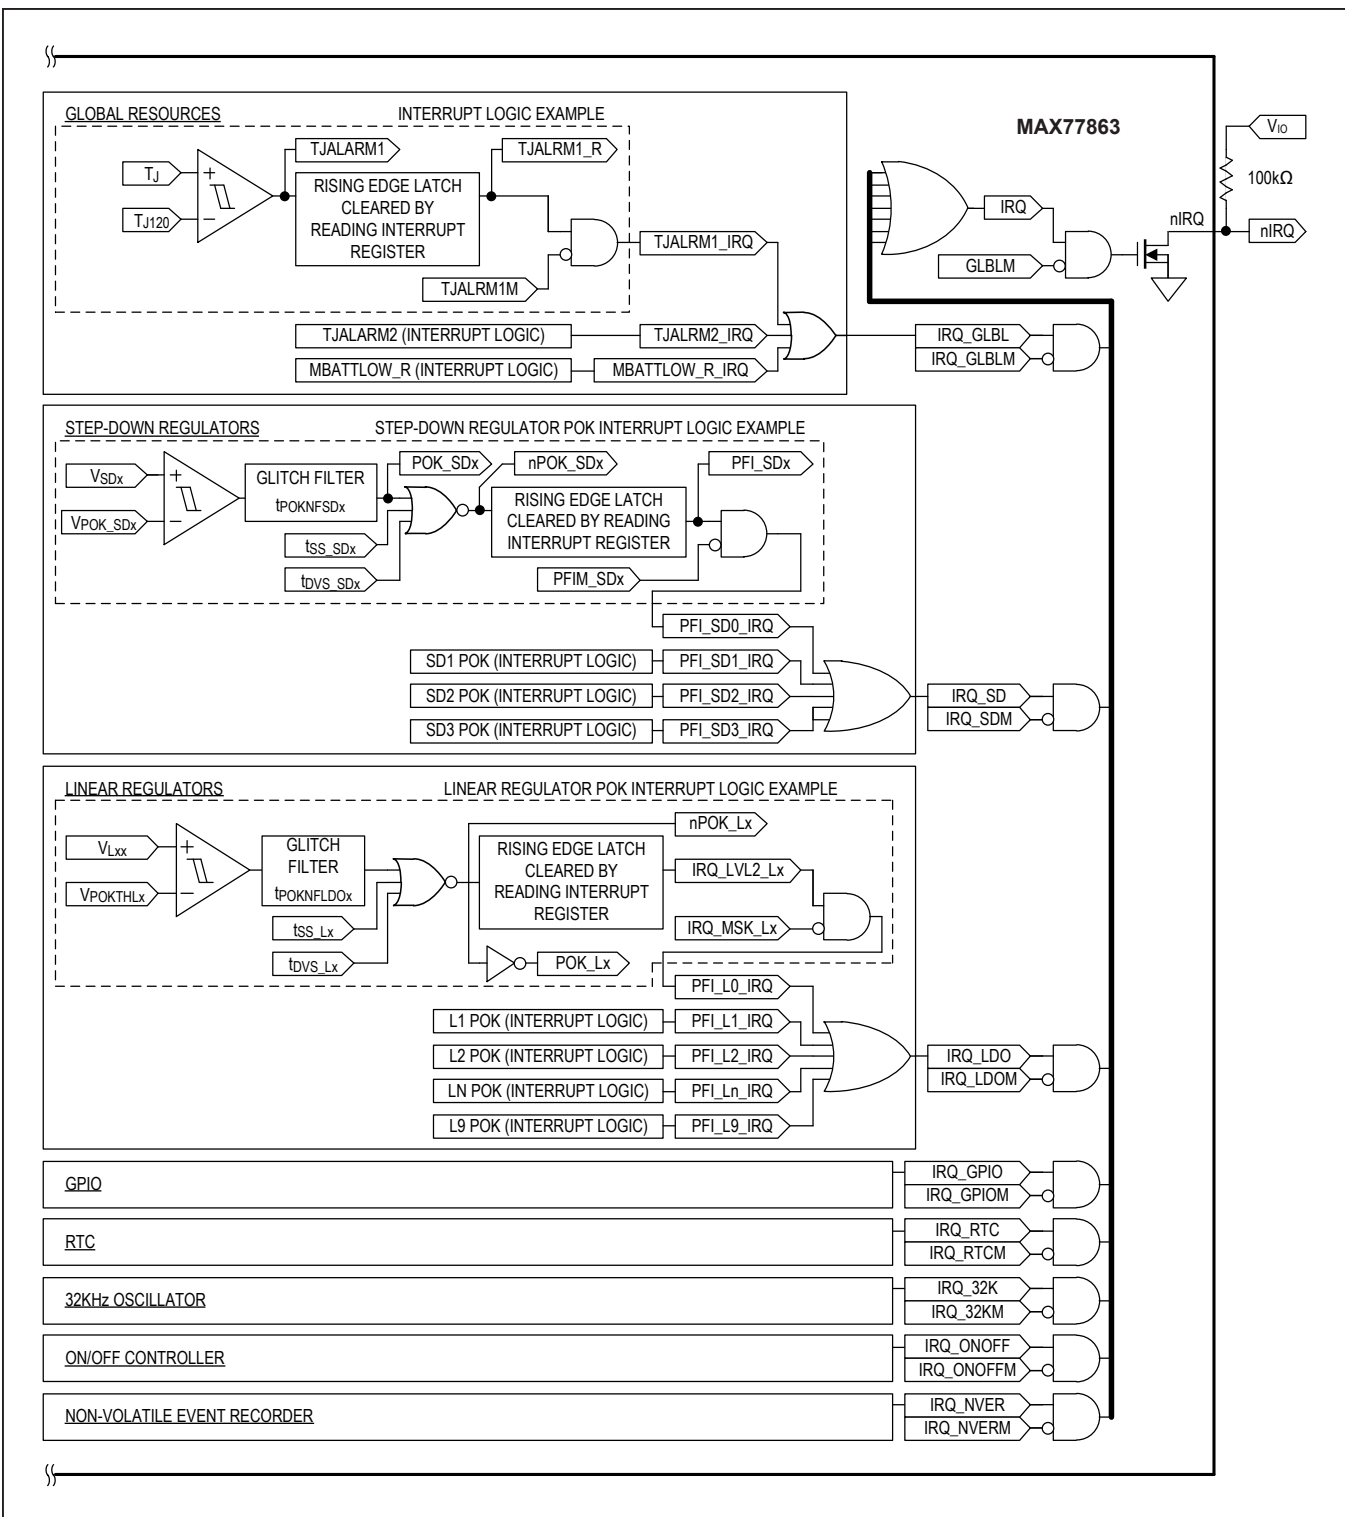 GLOBAL RESOURCES
INTERRUPT LOGIC EXAMPLE
MAX77863
VIO
100kΩ
nIRQ
nIRQ
TJALARM1
TJALRM1_R
TJ
TJ120
RISING EDGE LATCH
CLEARED BY
READING INTERRUPT
REGISTER
TJALRM1M
TJALRM1_IRQ
IRQ
GLBLM
TJALARM2 (INTERRUPT LOGIC)
TJALRM2_IRQ
MBATTLOW_R (INTERRUPT LOGIC)
MBATTLOW_R_IRQ
IRQ_GLBL
IRQ_GLBLM
STEP-DOWN REGULATORS
STEP-DOWN REGULATOR POK INTERRUPT LOGIC EXAMPLE
VSDx
VPOK_SDx
GLITCH FILTER
tPOKNFSDx
POK_SDx
nPOK_SDx
PFI_SDx
RISING EDGE LATCH
CLEARED BY READING
INTERRUPT REGISTER
tSS_SDx
tDVS_SDx
PFIM_SDx
PFI_SD0_IRQ
SD1 POK (INTERRUPT LOGIC)
PFI_SD1_IRQ
SD2 POK (INTERRUPT LOGIC)
PFI_SD2_IRQ
SD3 POK (INTERRUPT LOGIC)
PFI_SD3_IRQ
IRQ_SD
IRQ_SDM
LINEAR REGULATORS
LINEAR REGULATOR POK INTERRUPT LOGIC EXAMPLE
VLxx
VPOKTHLx
GLITCH
FILTER
tPOKNFLDOx
nPOK_Lx
RISING EDGE LATCH
CLEARED BY
READING INTERRUPT
REGISTER
IRQ_LVL2_Lx
IRQ_MSK_Lx
tSS_Lx
tDVS_Lx
POK_Lx
PFI_L0_IRQ
L1 POK (INTERRUPT LOGIC)
PFI_L1_IRQ
L2 POK (INTERRUPT LOGIC)
PFI_L2_IRQ
LN POK (INTERRUPT LOGIC)
PFI_Ln_IRQ
L9 POK (INTERRUPT LOGIC)
PFI_L9_IRQ
IRQ_LDO
IRQ_LDOM
GPIO
IRQ_GPIO
IRQ_GPIOM
RTC
IRQ_RTC
IRQ_RTCM
32KHz OSCILLATOR
IRQ_32K
IRQ_32KM
ON/OFF CONTROLLER
IRQ_ONOFF
IRQ_ONOFFM
NON-VOLATILE EVENT RECORDER
IRQ_NVER
IRQ_NVERM